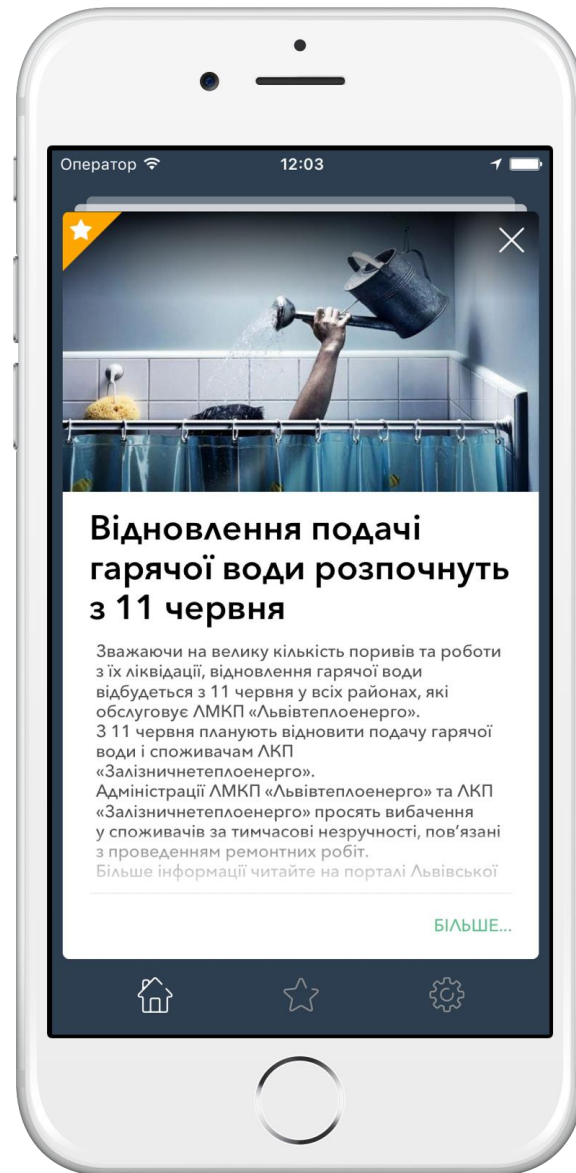 Оператор 12:03
Відновлення подачі
гарячої води розпочнуть
з 11 червня
Зважаючи на велику кількість поривів та роботи
з їх ліквідації, відновлення гарячої води
відбудеться з 11 червня у всіх районах, які
обслуговує ЛМКП «Львівтеплоенерго».
З 11 червня планують відновити подачу гарячої
води і споживачам ЛКП
«Залізничнетеплоенерго».
Адміністрації ЛМКП «Львівтеплоенерго» та ЛКП
«Залізничнетеплоенерго» просять вибачення
у споживачів за тимчасові незручності, пов’язані
з проведенням ремонтних робіт.
Більше інформації читайте на порталі Львівської
БІЛЬШЕ...